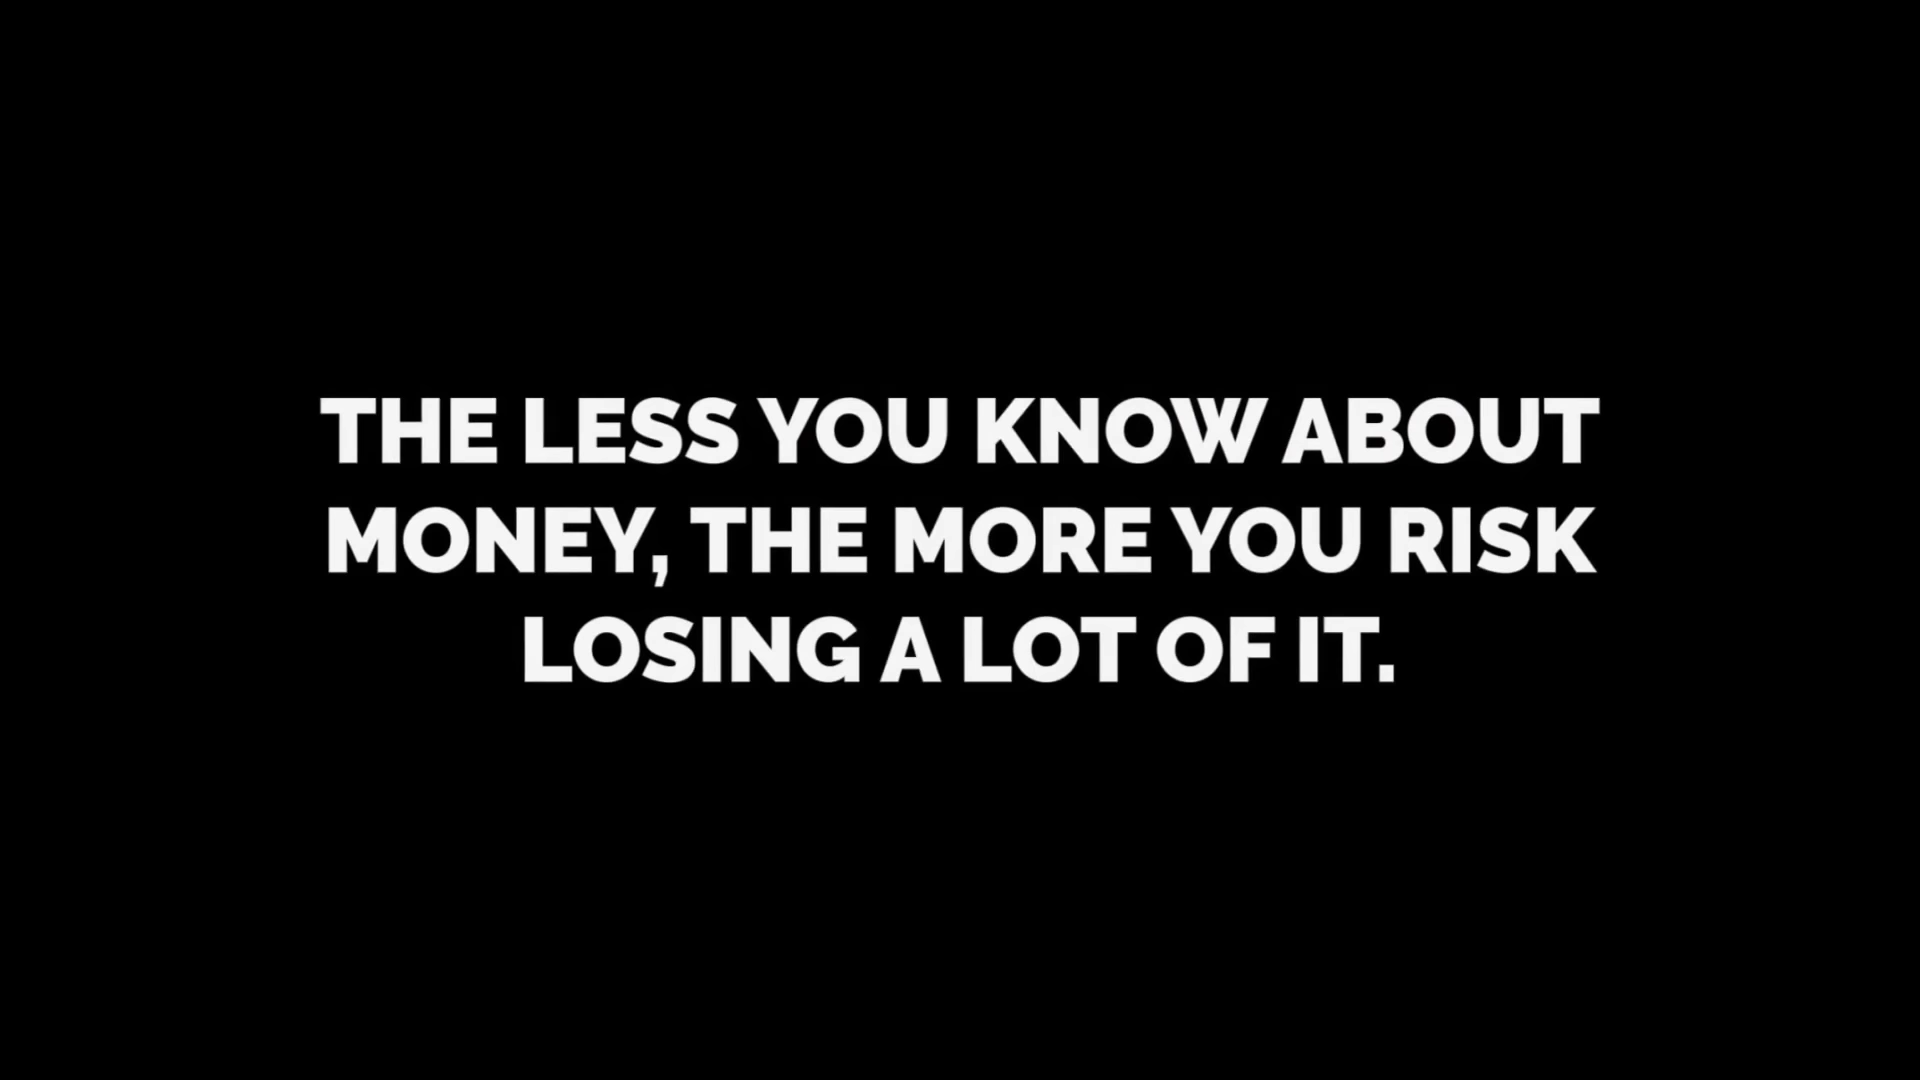 THE LESS YOU KNOW ABOUT
MONEY, THE MORE YOU RISK
LOSING A LOT OF IT.